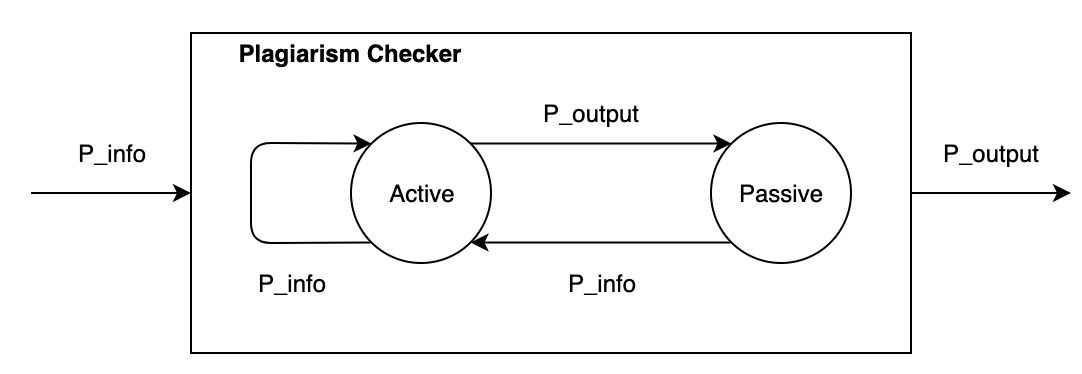 Plagiarism Checker
P_output
P_info
P_output
Active
Passive
P_info
P_info